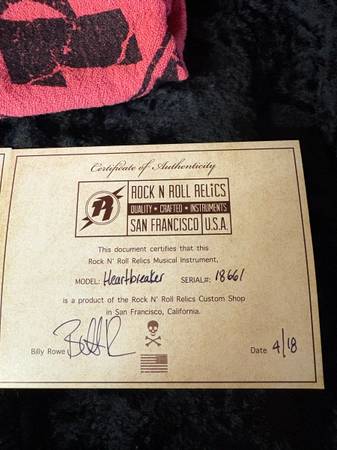 Certificate of Authenticity
ROCK N ROLL RELiCS
QUALITY • CRAFTED • INSTRUMENTS
SAN FRANCISCO U.S.A.
This document certifies that this
Rock N' Roll Relics Musical Instrument,
MODEL: Heartbreaker SERIAL#: 18661
is a product of the Rock N' Roll Relics Custom Shop
in San Francisco, California.
Billy Rowe
Date 4/18